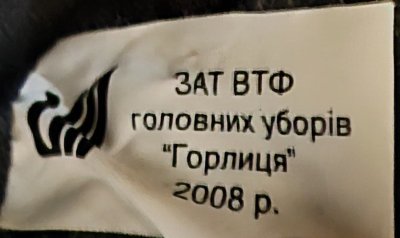 ЗАТ ВТФ
головних уборів
"Горлиця"
2008 р.